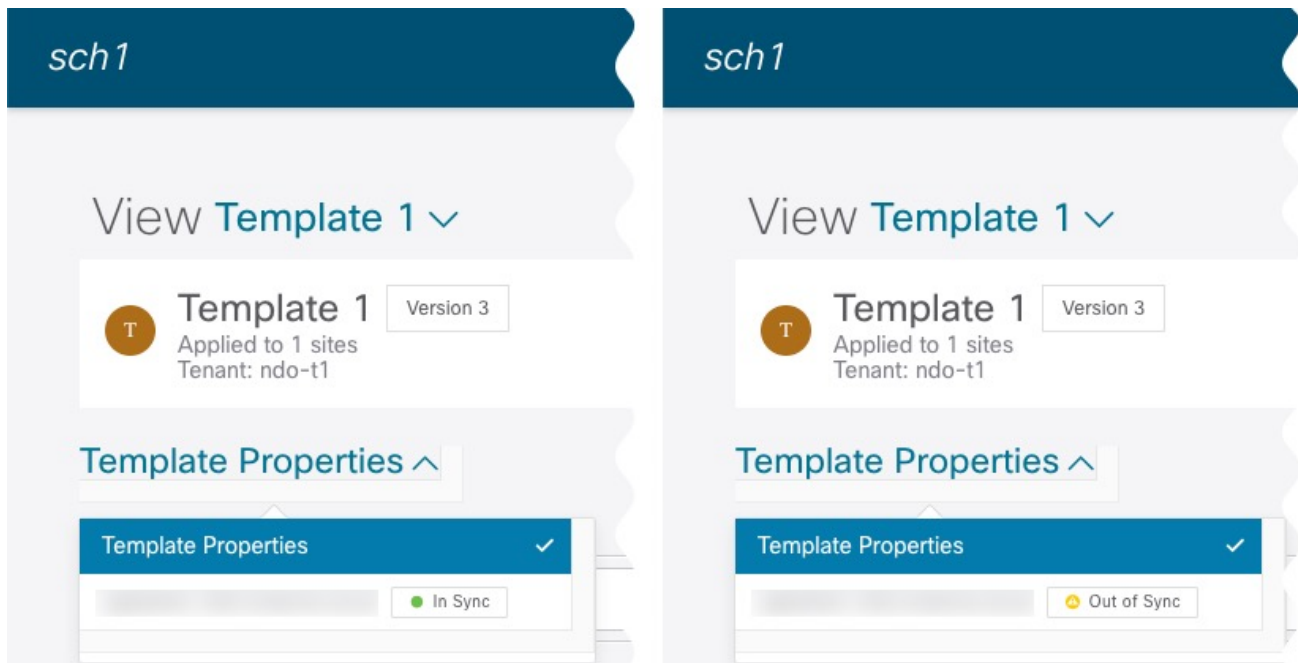 sch1
View Template 1
T
Template 1 Version 3
Applied to 1 sites
Tenant: ndo-t1
Template Properties
Template Properties
In Sync
sch1
View Template 1
T
Template 1 Version 3
Applied to 1 sites
Tenant: ndo-t1
Template Properties
Template Properties
Out of Sync